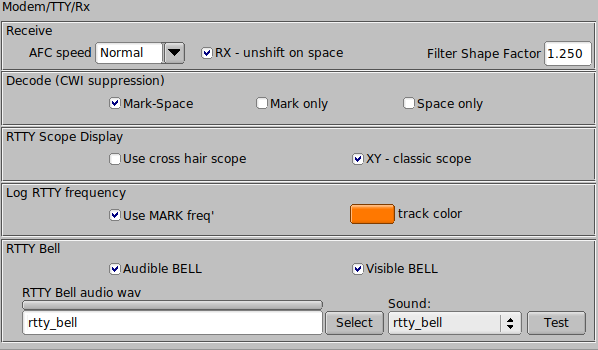 Modem/TTY/Rx
Receive
AFC speed Normal RX - unshift on space Filter Shape Factor 1.250
Decode (CWI suppression)
Mark-Space Mark only Space only
RTTY Scope Display
Use cross hair scope XY - classic scope
Log RTTY frequency
Use MARK freq' track color
RTTY Bell
Audible BELL Visible BELL
RTTY Bell audio wav Sound:
rtty_bell Select rtty_bell Test